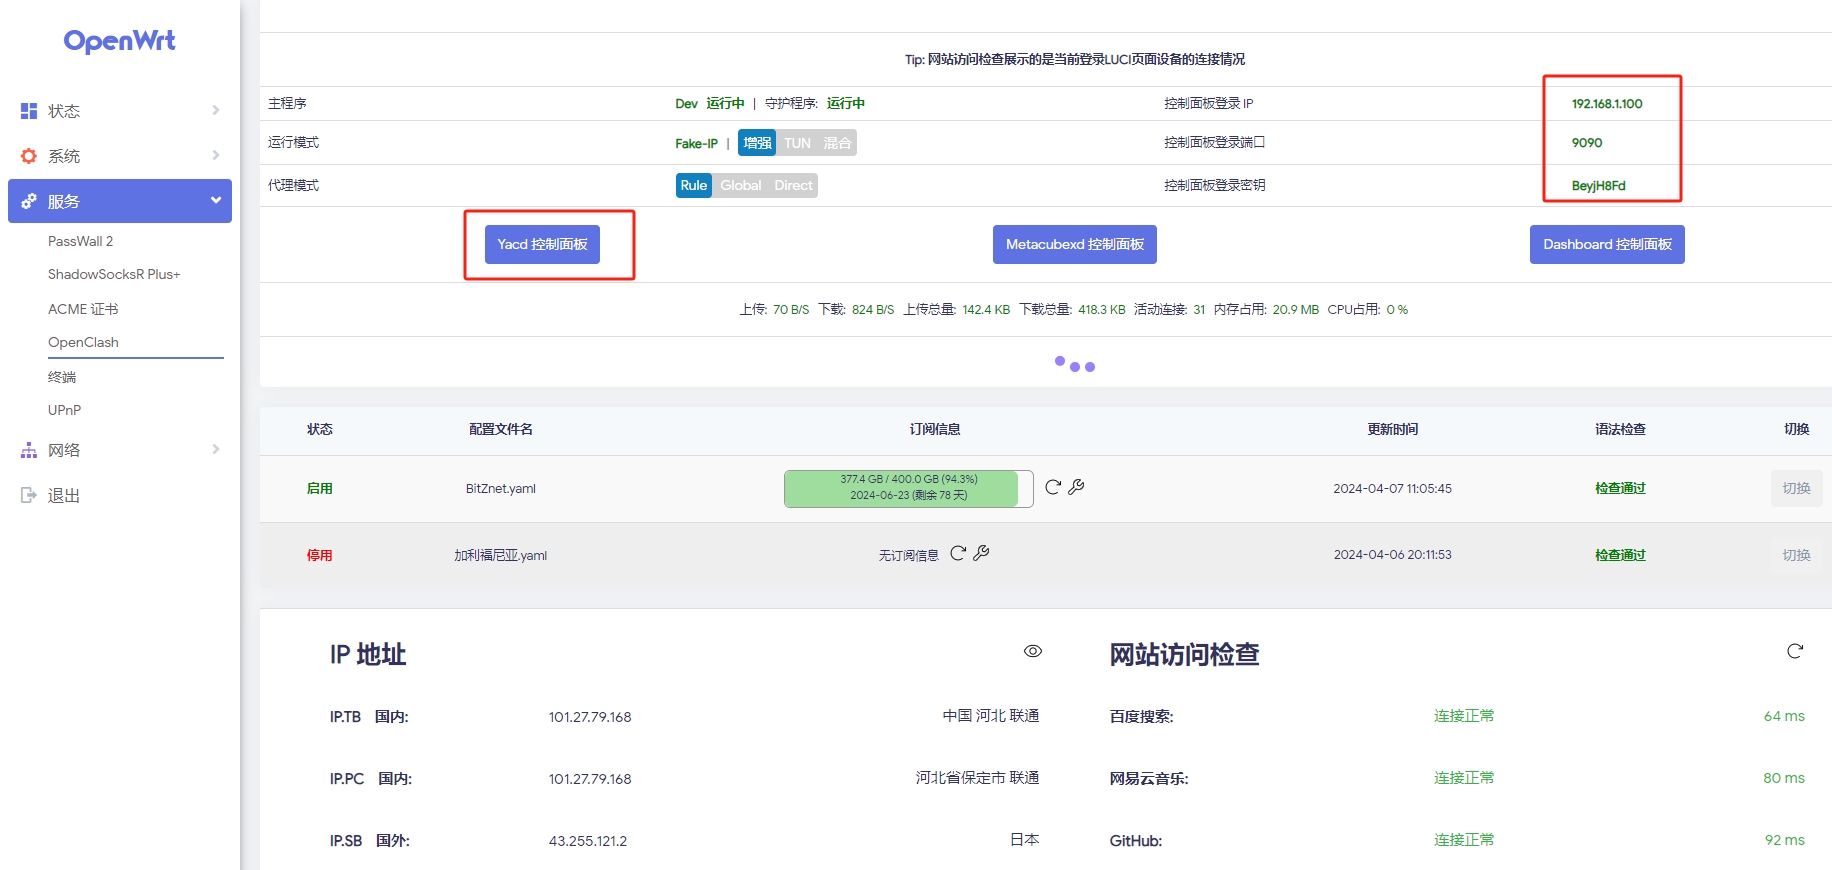 OpenWrt
状态
系统
服务
PassWall 2
ShadowSocksR Plus+
ACME 证书
OpenClash
终端
UPnP
网络
退出
Tip: 网站访问检查展示的是当前登录LUCI页面设备的连接情况
主程序 Dev 运行中 | 守护程序: 运行中 控制面板登录 IP 192.168.1.100
运行模式 Fake-IP | 增强 TUN 混合 控制面板登录端口 9090
代理模式 Rule Global Direct 控制面板登录密钥 BeyjH8Fd
Yacd 控制面板 Metacubexd 控制面板 Dashboard 控制面板
上传: 70 B/S 下载: 824 B/S 上传总量: 142.4 KB 下载总量: 418.3 KB 活动连接: 31 内存占用: 20.9 MB CPU占用: 0 %
状态 配置文件名 订阅信息 更新时间 语法检查 切换
启用 BitZnet.yaml 377.4 GB / 400.0 GB (94.3%) 2024-04-07 11:05:45 检查通过 切换
2024-06-23 (剩余 78 天)
停用 加利福尼亚.yaml 无订阅信息 2024-04-06 20:11:53 检查通过 切换
IP 地址
IP.TB 国内: 101.27.79.168 中国 河北 联通
IP.PC 国内: 101.27.79.168 河北省保定市 联通
IP.SB 国外: 43.255.121.2 日本
网站访问检查
百度搜索: 连接正常 64 ms
网易云音乐: 连接正常 80 ms
GitHub: 连接正常 92 ms